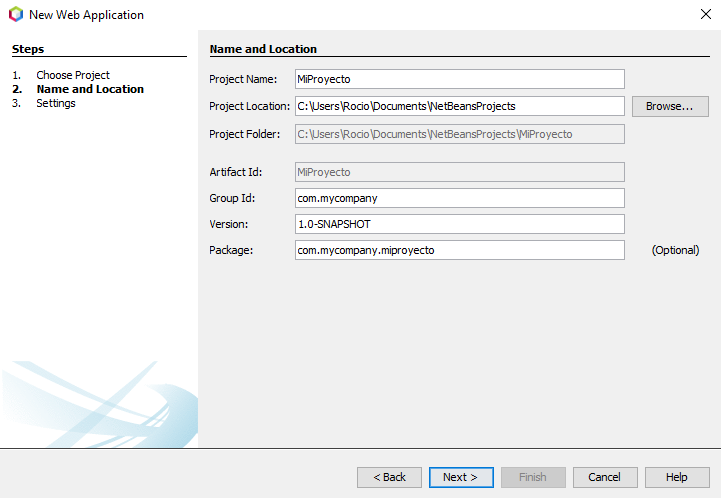 New Web Application
Steps
1. Choose Project
2. Name and Location
3. Settings
Name and Location
Project Name: MiProyecto
Project Location: C:\Users\Rocio\Documents\NetBeansProjects Browse...
Project Folder: C:\Users\Rocio\Documents\NetBeansProjects\MiProyecto
Artifact Id: MiProyecto
Group Id: com.mycompany
Version: 1.0-SNAPSHOT
Package: com.mycompany.miproyecto (Optional)
< Back Next > Finish Cancel Help